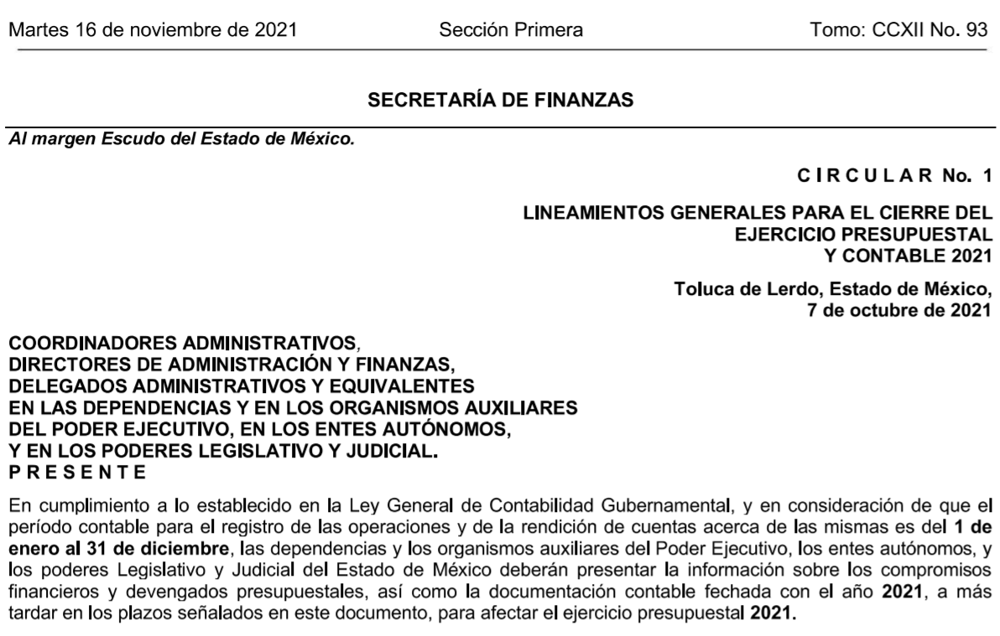 Martes 16 de noviembre de 2021 Sección Primera Tomo: CCXII No. 93
SECRETARÍA DE FINANZAS
Al margen Escudo del Estado de México.
C I R C U L A R No. 1
LINEAMIENTOS GENERALES PARA EL CIERRE DEL
EJERCICIO PRESUPUESTAL
Y CONTABLE 2021
Toluca de Lerdo, Estado de México,
7 de octubre de 2021
COORDINADORES ADMINISTRATIVOS,
DIRECTORES DE ADMINISTRACIÓN Y FINANZAS,
DELEGADOS ADMINISTRATIVOS Y EQUIVALENTES
EN LAS DEPENDENCIAS Y EN LOS ORGANISMOS AUXILIARES
DEL PODER EJECUTIVO, EN LOS ENTES AUTÓNOMOS,
Y EN LOS PODERES LEGISLATIVO Y JUDICIAL.
P R E S E N T E
En cumplimiento a lo establecido en la Ley General de Contabilidad Gubernamental, y en consideración de que el
período contable para el registro de las operaciones y de la rendición de cuentas acerca de las mismas es del 1 de
enero al 31 de diciembre, las dependencias y los organismos auxiliares del Poder Ejecutivo, los entes autónomos, y
los poderes Legislativo y Judicial del Estado de México deberán presentar la información sobre los compromisos
financieros y devengados presupuestales, así como la documentación contable fechada con el año 2021, a más
tardar en los plazos señalados en este documento, para afectar el ejercicio presupuestal 2021.